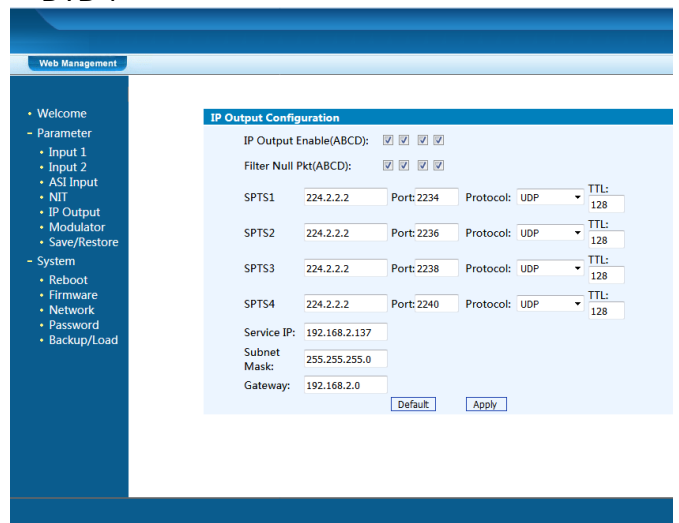 Web Management
• Welcome
– Parameter
• Input 1
• Input 2
• ASI Input
• NIT
• IP Output
• Modulator
• Save/Restore
– System
• Reboot
• Firmware
• Network
• Password
• Backup/Load
IP Output Configuration
IP Output Enable(ABCD):
Filter Null Pkt(ABCD):
SPTS1 224.2.2.2 Port: 2234 Protocol: UDP TTL: 128
SPTS2 224.2.2.2 Port: 2236 Protocol: UDP TTL: 128
SPTS3 224.2.2.2 Port: 2238 Protocol: UDP TTL: 128
SPTS4 224.2.2.2 Port: 2240 Protocol: UDP TTL: 128
Service IP: 192.168.2.137
Subnet Mask: 255.255.255.0
Gateway: 192.168.2.0
Default Apply